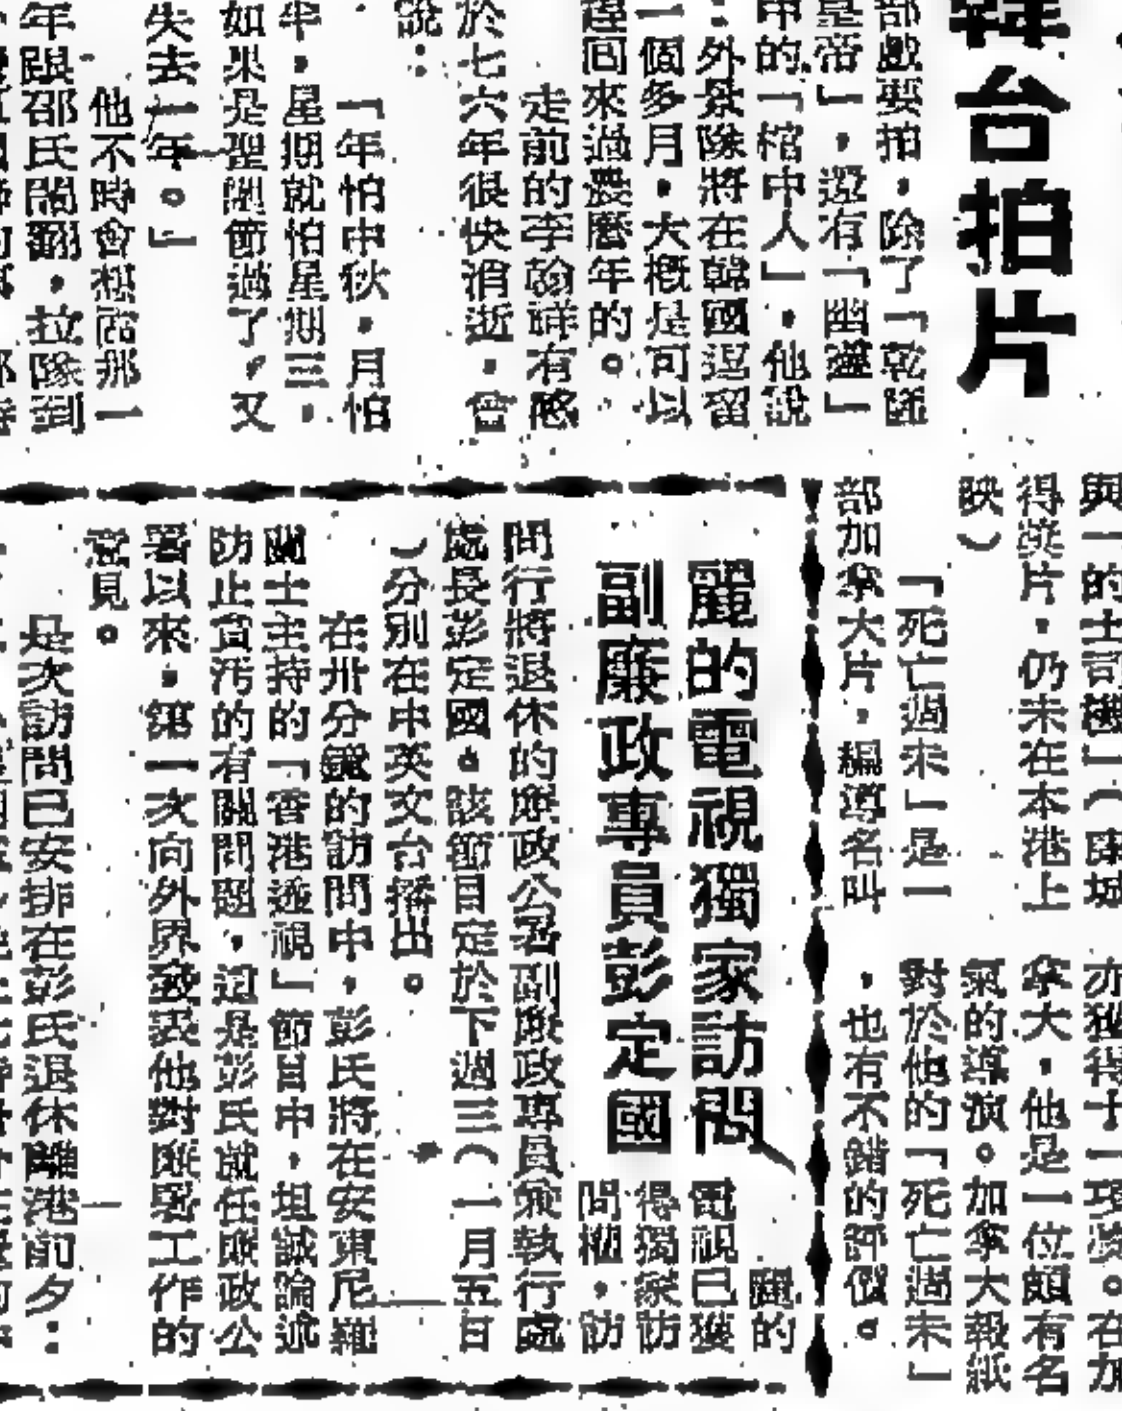 韓台拍片
部戲要拍，除了「乾隆
皇帝」，還有「幽靈」
申的「棺中人」，他說
：外景隊將在韓國逗留
一個多月，大概是可以
趕回來過農曆年的。
走前的李翰祥有感
於七六年很快消逝，曾
說：
「年怕中秋，月怕
半，星期就怕星期三，
如果是聖誕節過了，又
失去一年。」
他不時會想當那一
年跟邵氏鬧翻，拉隊到
與一的士司機」（東城
得獎片，仍未在本港上
映）
「死亡週末」是一
部加拿大片，編導名叫
亦獲得十一項獎。在加
拿大，他是一位頗有名
氣的導演。加拿大報紙
對於他的「死亡週末」
，也有不錯的評價。
麗的電視獨家訪問
副廉政專員彭定國
麗的
電視已獲
得獨家訪
問權，訪
問行將退休的廉政公署副廉政專員兼執行處
處長彭定國。該節目定於下週三（一月五日
）分別在中英文台播出。
在卅分鐘的訪問中，彭氏將在安東尼羅
蘭士主持的「香港透視」節目中，坦誠論述
防止貪污的有關問題，這是彭氏就任廉政公
署以來，第一次向外界發表他對廉署工作的
意見。
是次訪問已安排在彭氏退休離港前夕：